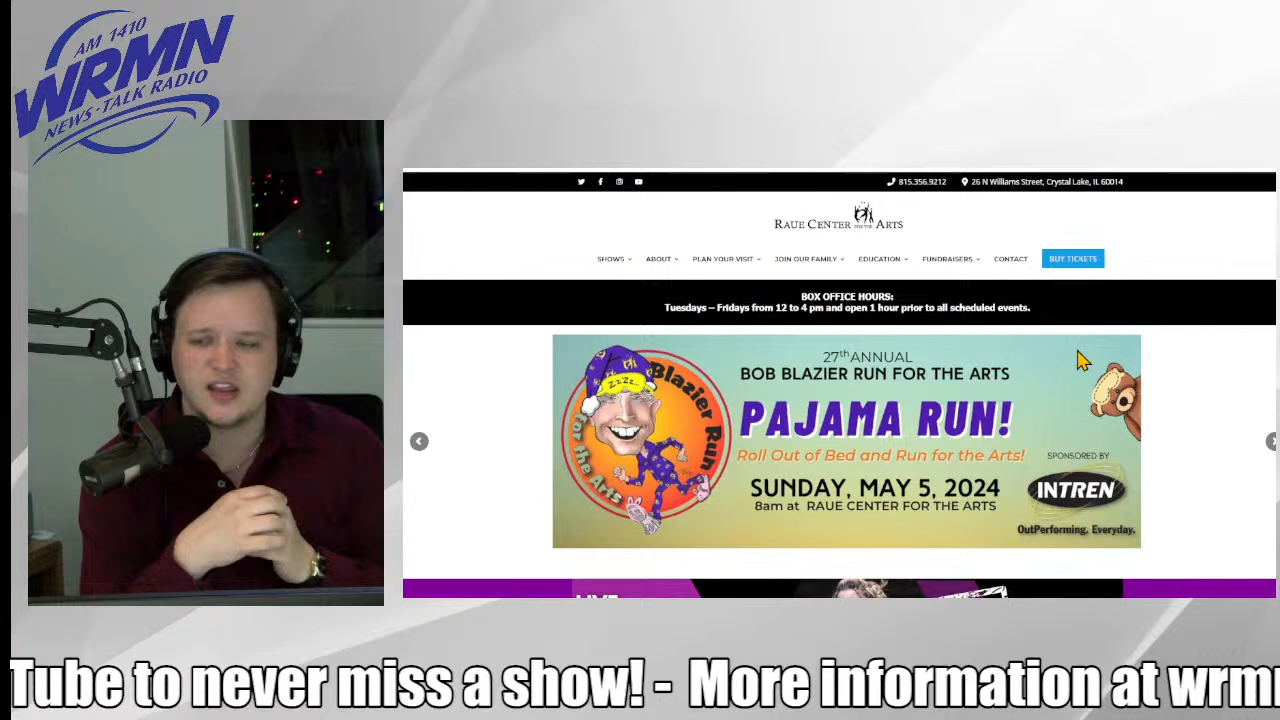 AM 1410
WRMN
NEWS-TALK RADIO
815.356.9212
26 N Williams Street, Crystal Lake, IL 60014
RAUE CENTER FOR THE ARTS
SHOWS
ABOUT
PLAN YOUR VISIT
JOIN OUR FAMILY
EDUCATION
FUNDRAISERS
CONTACT
BUY TICKETS
BOX OFFICE HOURS:
Tuesdays – Fridays from 12 to 4 pm and open 1 hour prior to all scheduled events.
ZZZZ...
Blazier Run
for the Arts
27th ANNUAL
BOB BLAZIER RUN FOR THE ARTS
PAJAMA RUN!
Roll Out of Bed and Run for the Arts!
SUNDAY, MAY 5, 2024
8am at RAUE CENTER FOR THE ARTS
SPONSORED BY
INTREN
OutPerforming. Everyday.
Tube to never miss a show! - More information at wrm